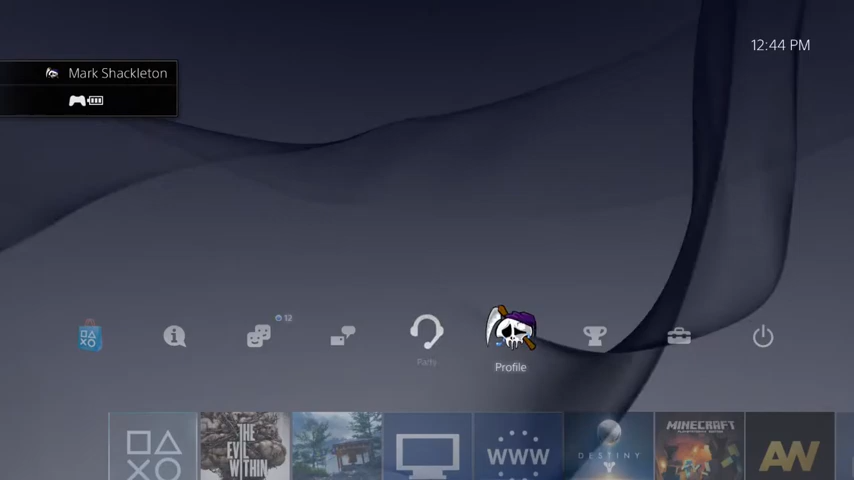 12:44 PM
Mark Shackleton
12
Party
Profile
THE
EVIL
WITHIN
WWW
DESTINY
MINECRAFT
AW